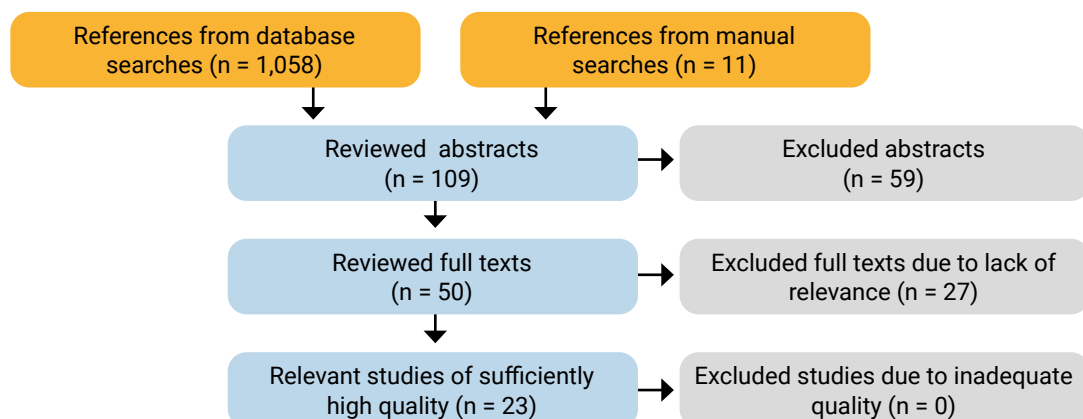 References from database
searches (n = 1,058)
References from manual
searches (n = 11)
Reviewed abstracts
(n = 109)
Excluded abstracts
(n = 59)
Reviewed full texts
(n = 50)
Excluded full texts due to lack of
relevance (n = 27)
Relevant studies of sufficiently
high quality (n = 23)
Excluded studies due to inadequate
quality (n = 0)